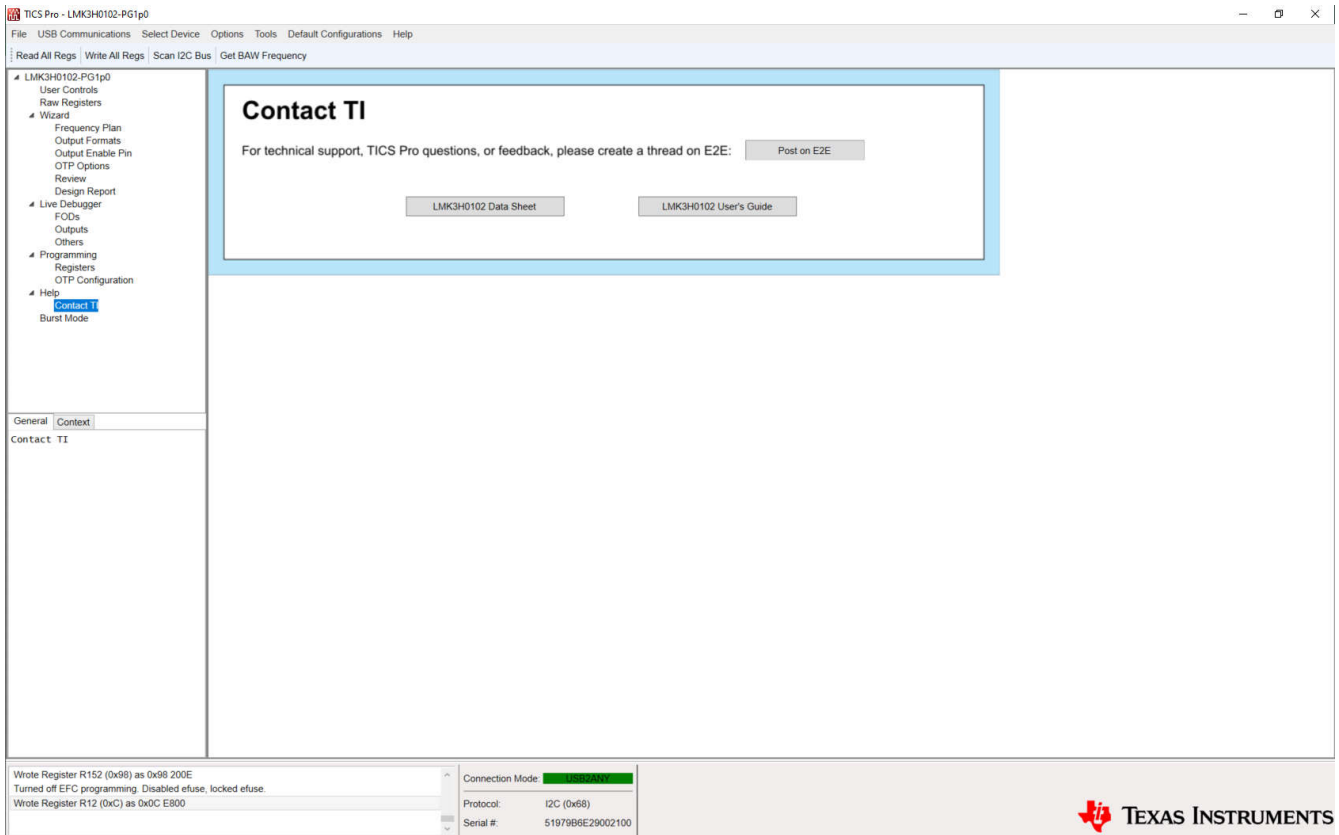 TICS Pro - LMK3H0102-PG1p0
File USB Communications Select Device Options Tools Default Configurations Help
Read All Regs Write All Regs Scan I2C Bus Get BAW Frequency
LMK3H0102-PG1p0
User Controls
Raw Registers
Wizard
Frequency Plan
Output Formats
Output Enable Pin
OTP Options
Review
Design Report
Live Debugger
FODs
Outputs
Others
Programming
Registers
OTP Configuration
Help
Contact TI
Burst Mode
General Context
Contact TI
Contact TI
For technical support, TICS Pro questions, or feedback, please create a thread on E2E: Post on E2E
LMK3H0102 Data Sheet LMK3H0102 User's Guide
Wrote Register R152 (0x98) as 0x98 200E
Turned off EFC programming. Disabled efuse, locked efuse.
Wrote Register R12 (0xC) as 0x0C E800
Connection Mode: USB2ANY
Protocol: I2C (0x68)
Serial #: 51979B6E29002100
TEXAS INSTRUMENTS